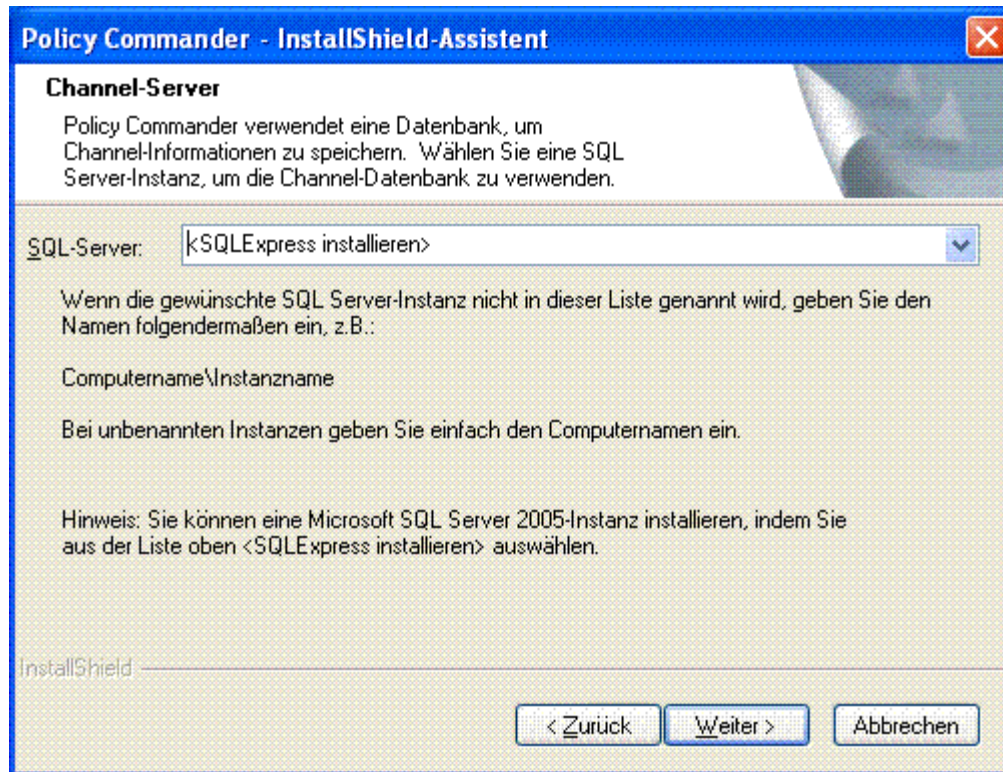 Policy Commander - InstallShield-Assistent
Channel-Server
Policy Commander verwendet eine Datenbank, um
Channel-Informationen zu speichern. Wählen Sie eine SQL
Server-Instanz, um die Channel-Datenbank zu verwenden.
SQL-Server: <SQLExpress installieren>
Wenn die gewünschte SQL Server-Instanz nicht in dieser Liste genannt wird, geben Sie den
Namen folgendermaßen ein, z.B.:
Computername\Instanzname
Bei unbenannten Instanzen geben Sie einfach den Computernamen ein.
Hinweis: Sie können eine Microsoft SQL Server 2005-Instanz installieren, indem Sie
aus der Liste oben <SQLExpress installieren> auswählen.
InstallShield
< Zurück Weiter > Abbrechen